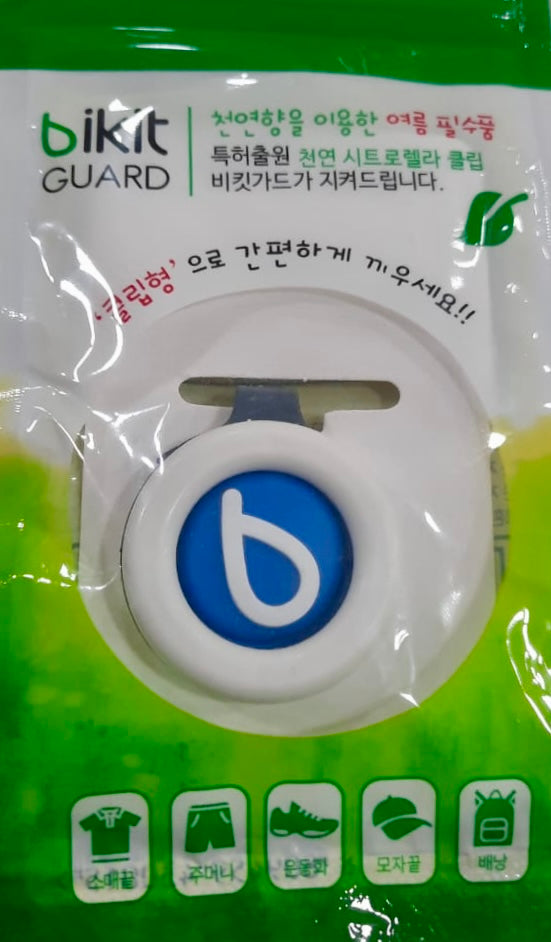 bikit
GUARD
천연향을 이용한 여름 필수품
특허출원 천연 시트로렐라 클립
비킷가드가 지켜드립니다.
'클립형'으로 간편하게 끼우세요!!
소매끝
주머니
운동화
모자끝
배낭